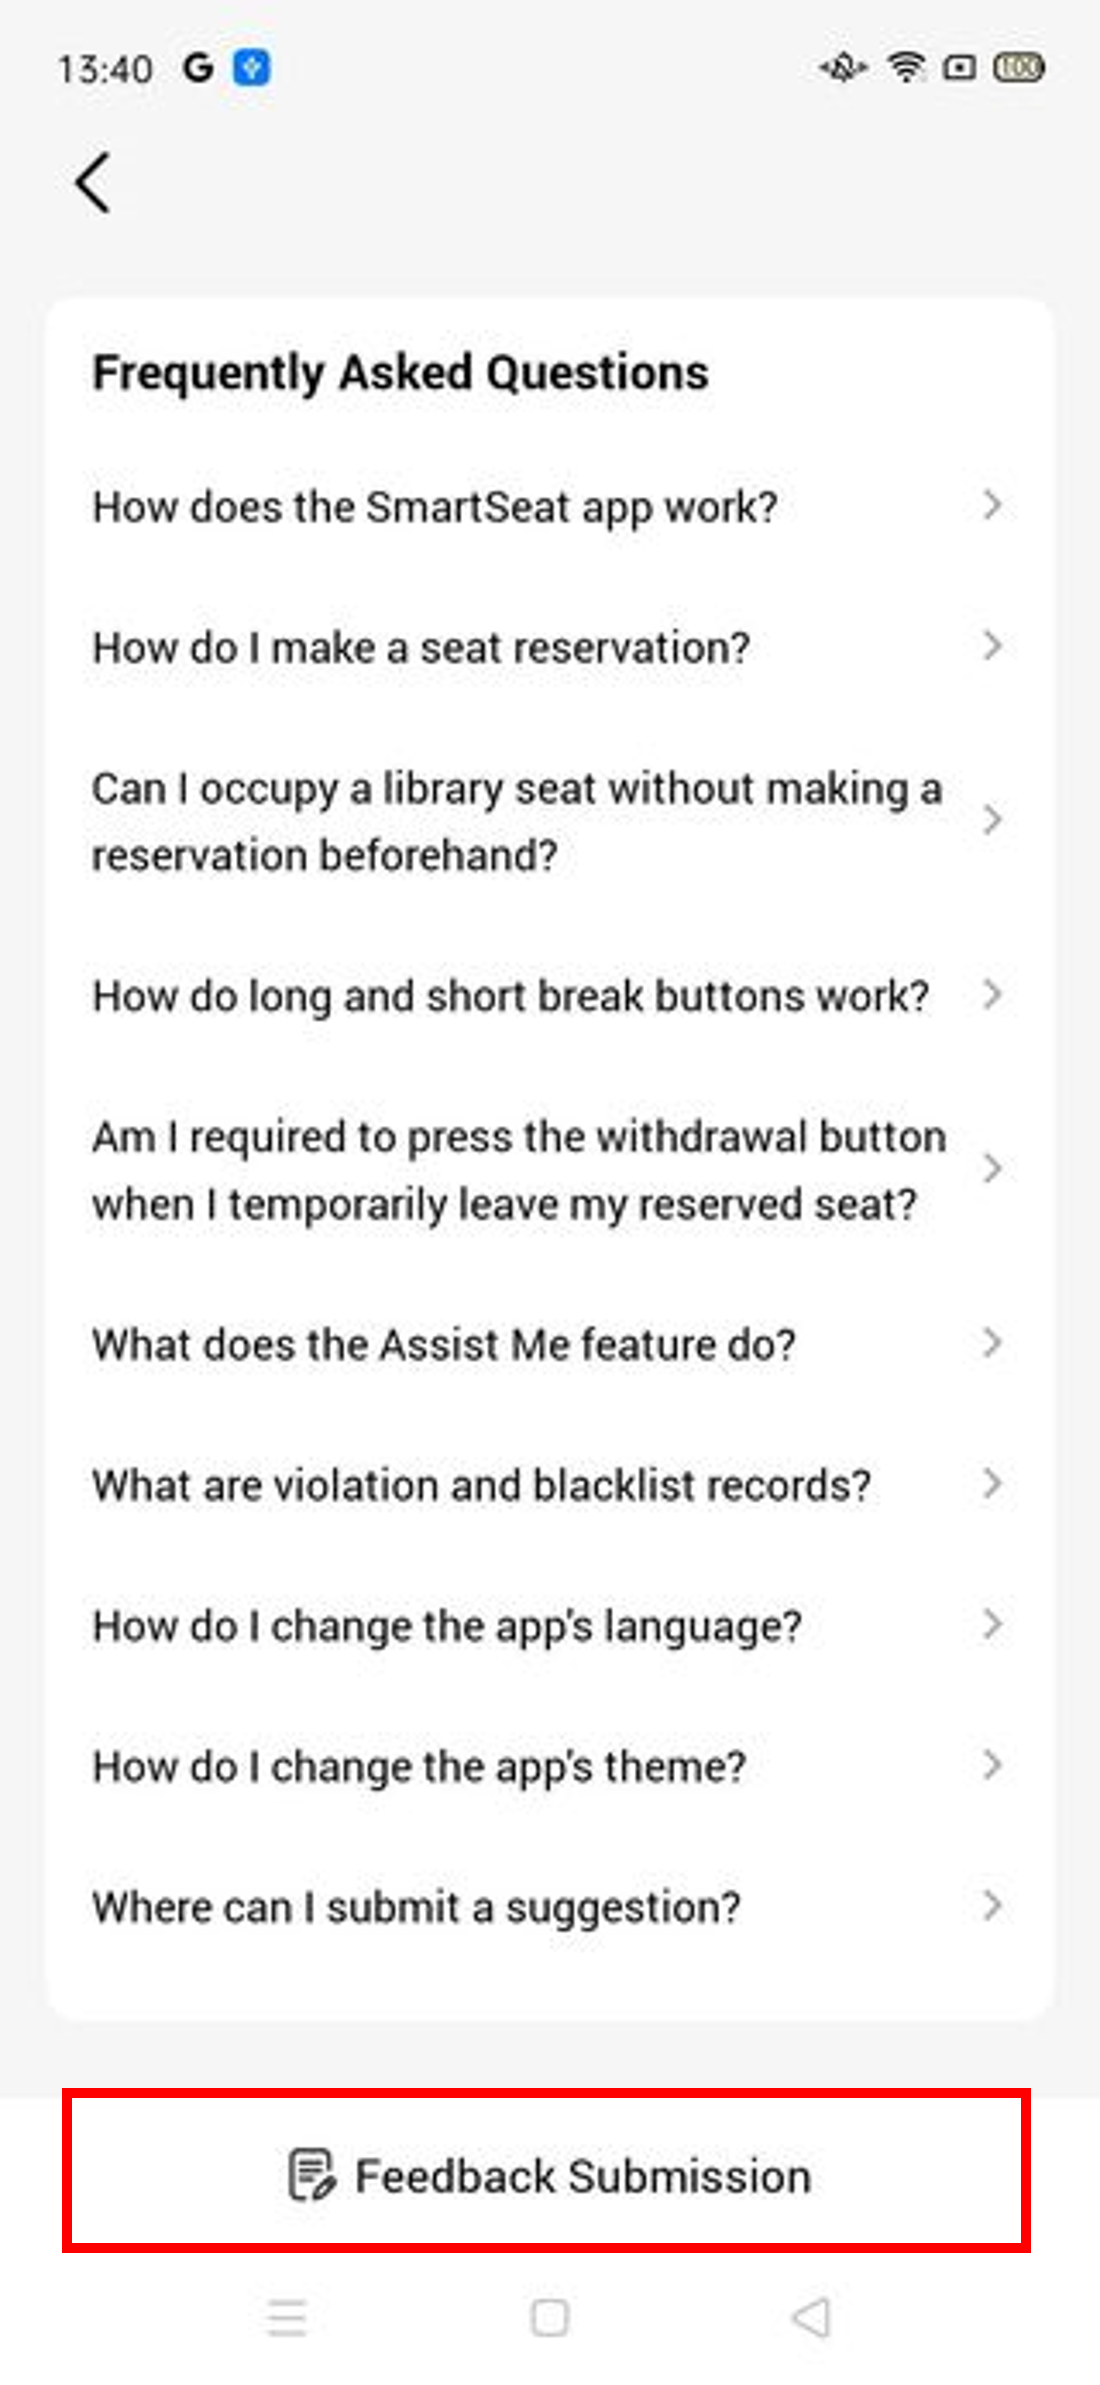 13:40 G 100
Frequently Asked Questions
How does the SmartSeat app work?
How do I make a seat reservation?
Can I occupy a library seat without making a
reservation beforehand?
How do long and short break buttons work?
Am I required to press the withdrawal button
when I temporarily leave my reserved seat?
What does the Assist Me feature do?
What are violation and blacklist records?
How do I change the app's language?
How do I change the app's theme?
Where can I submit a suggestion?
Feedback Submission